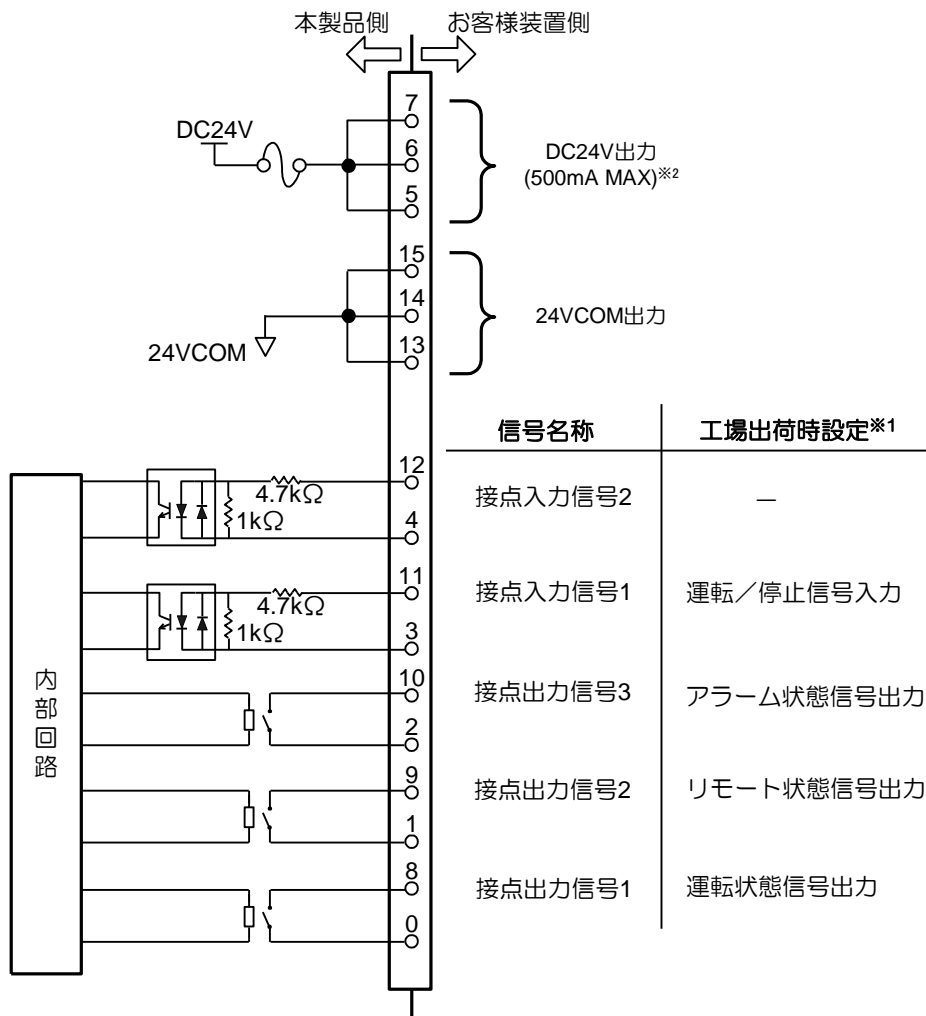 本製品側 お客様装置側
DC24V
7
6
5
DC24V出力
(500mA MAX)※2
24VCOM
15
14
13
24VCOM出力
信号名称 工場出荷時設定※1
内部回路
12
4.7kΩ
1kΩ
4
接点入力信号2 －
11
4.7kΩ
1kΩ
3
接点入力信号1 運転／停止信号入力
10
2
接点出力信号3 アラーム状態信号出力
9
1
接点出力信号2 リモート状態信号出力
8
0
接点出力信号1 運転状態信号出力